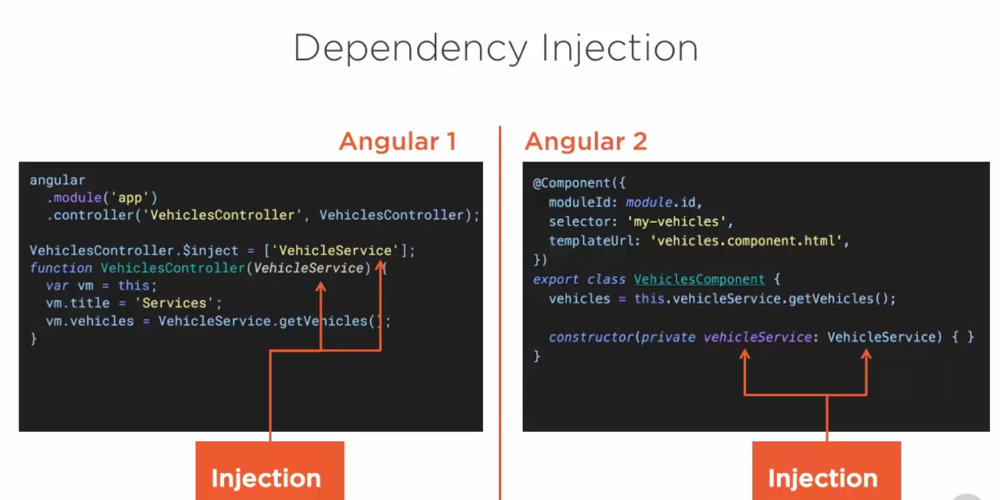 Dependency Injection
Angular 1
angular
  .module('app')
  .controller('VehiclesController', VehiclesController);
VehiclesController.$inject = ['VehicleService'];
function VehiclesController(VehicleService) {
  var vm = this;
  vm.title = 'Services';
  vm.vehicles = VehicleService.getVehicles();
}
Injection
Angular 2
@Component({
  moduleId: module.id,
  selector: 'my-vehicles',
  templateUrl: 'vehicles.component.html',
})
export class VehiclesComponent {
  vehicles = this.vehicleService.getVehicles();
  constructor(private vehicleService: VehicleService) { }
}
Injection